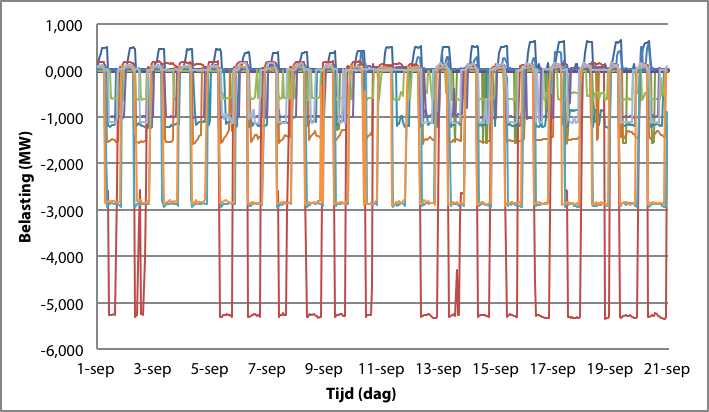 1,000
0,000
-1,000
-2,000
-3,000
-4,000
-5,000
-6,000
Belasting (MW)
1-sep 3-sep 5-sep 7-sep 9-sep 11-sep 13-sep 15-sep 17-sep 19-sep 21-sep
Tijd (dag)